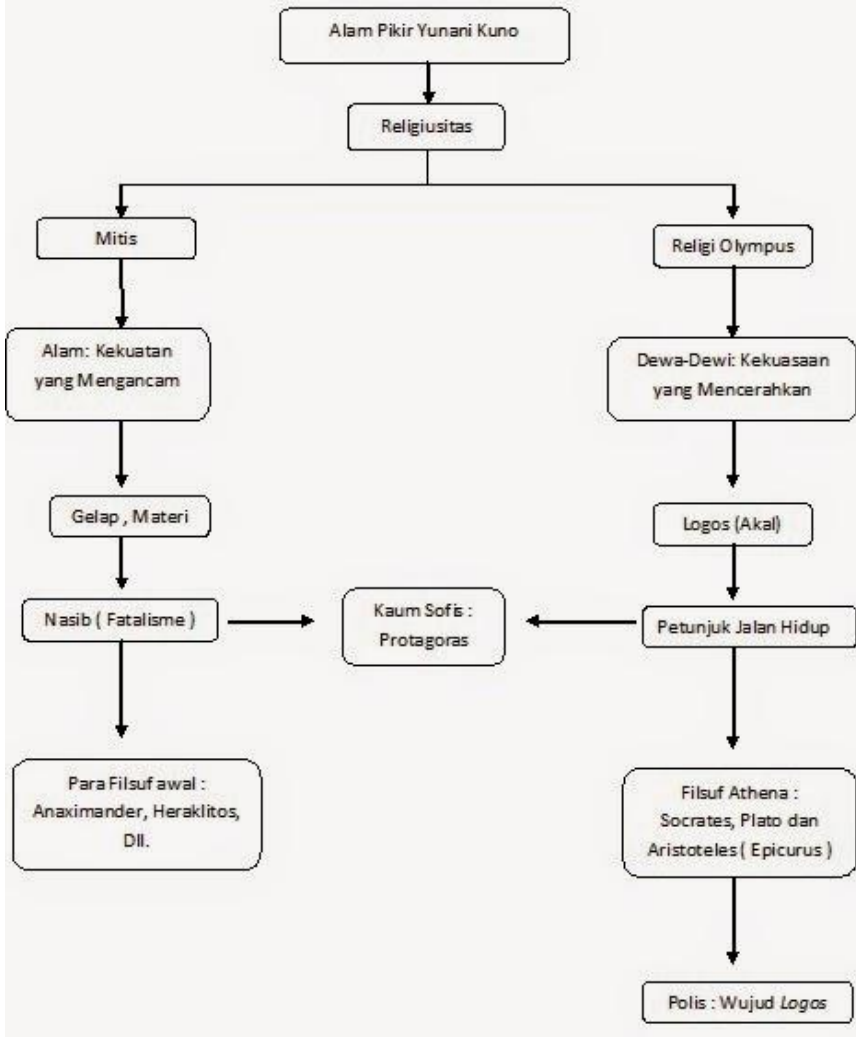 Alam Pikir Yunani Kuno
Religiusitas
Mitis
Religi Olympus
Alam: Kekuatan
yang Mengancam
Dewa-Dewi: Kekuasaan
yang Mencerahkan
Gelap , Materi
Logos (Akal)
Nasib ( Fatalisme )
Kaum Sofis :
Protagoras
Petunjuk Jalan Hidup
Para Filsuf awal :
Anaximander, Heraklitos,
Dll.
Filsuf Athena :
Socrates, Plato dan
Aristoteles ( Epicurus )
Polis : Wujud Logos